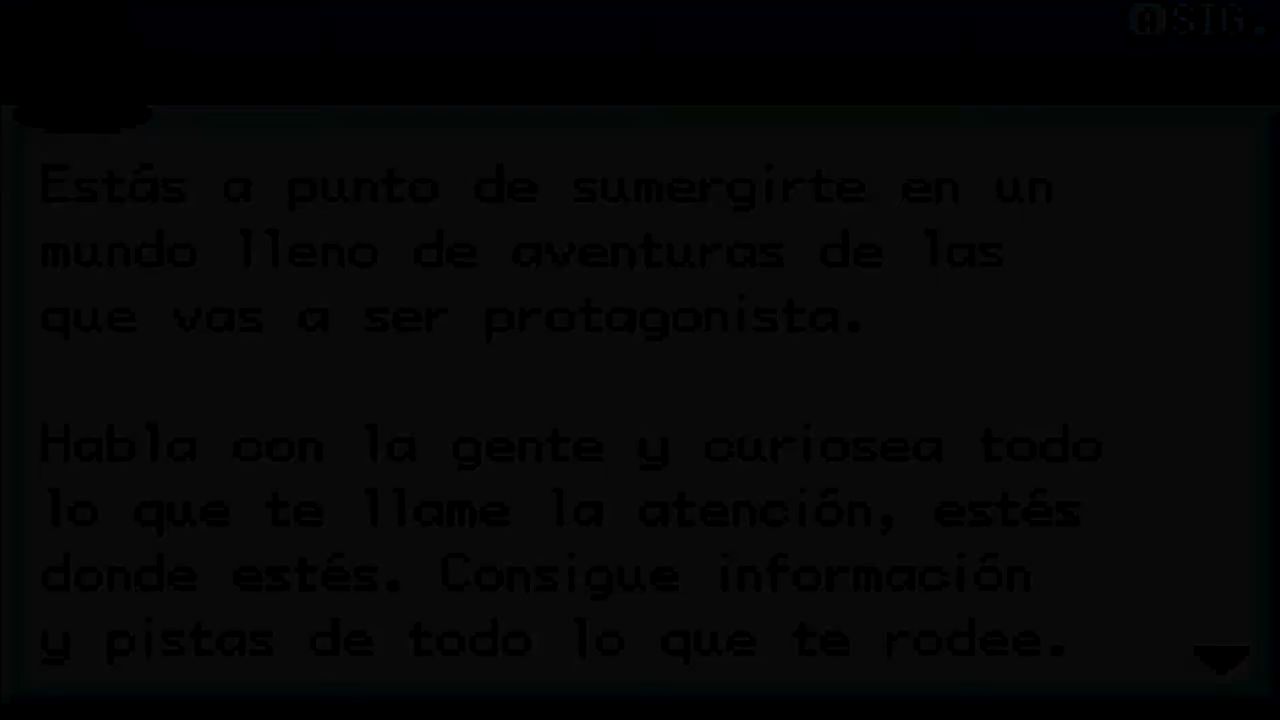 ⒶSIG.
Estás a punto de sumergirte en un
mundo lleno de aventuras de las
que vas a ser protagonista.
Habla con la gente y curiosea todo
lo que te llame la atención, estés
donde estés. Consigue información
y pistas de todo lo que te rodee.